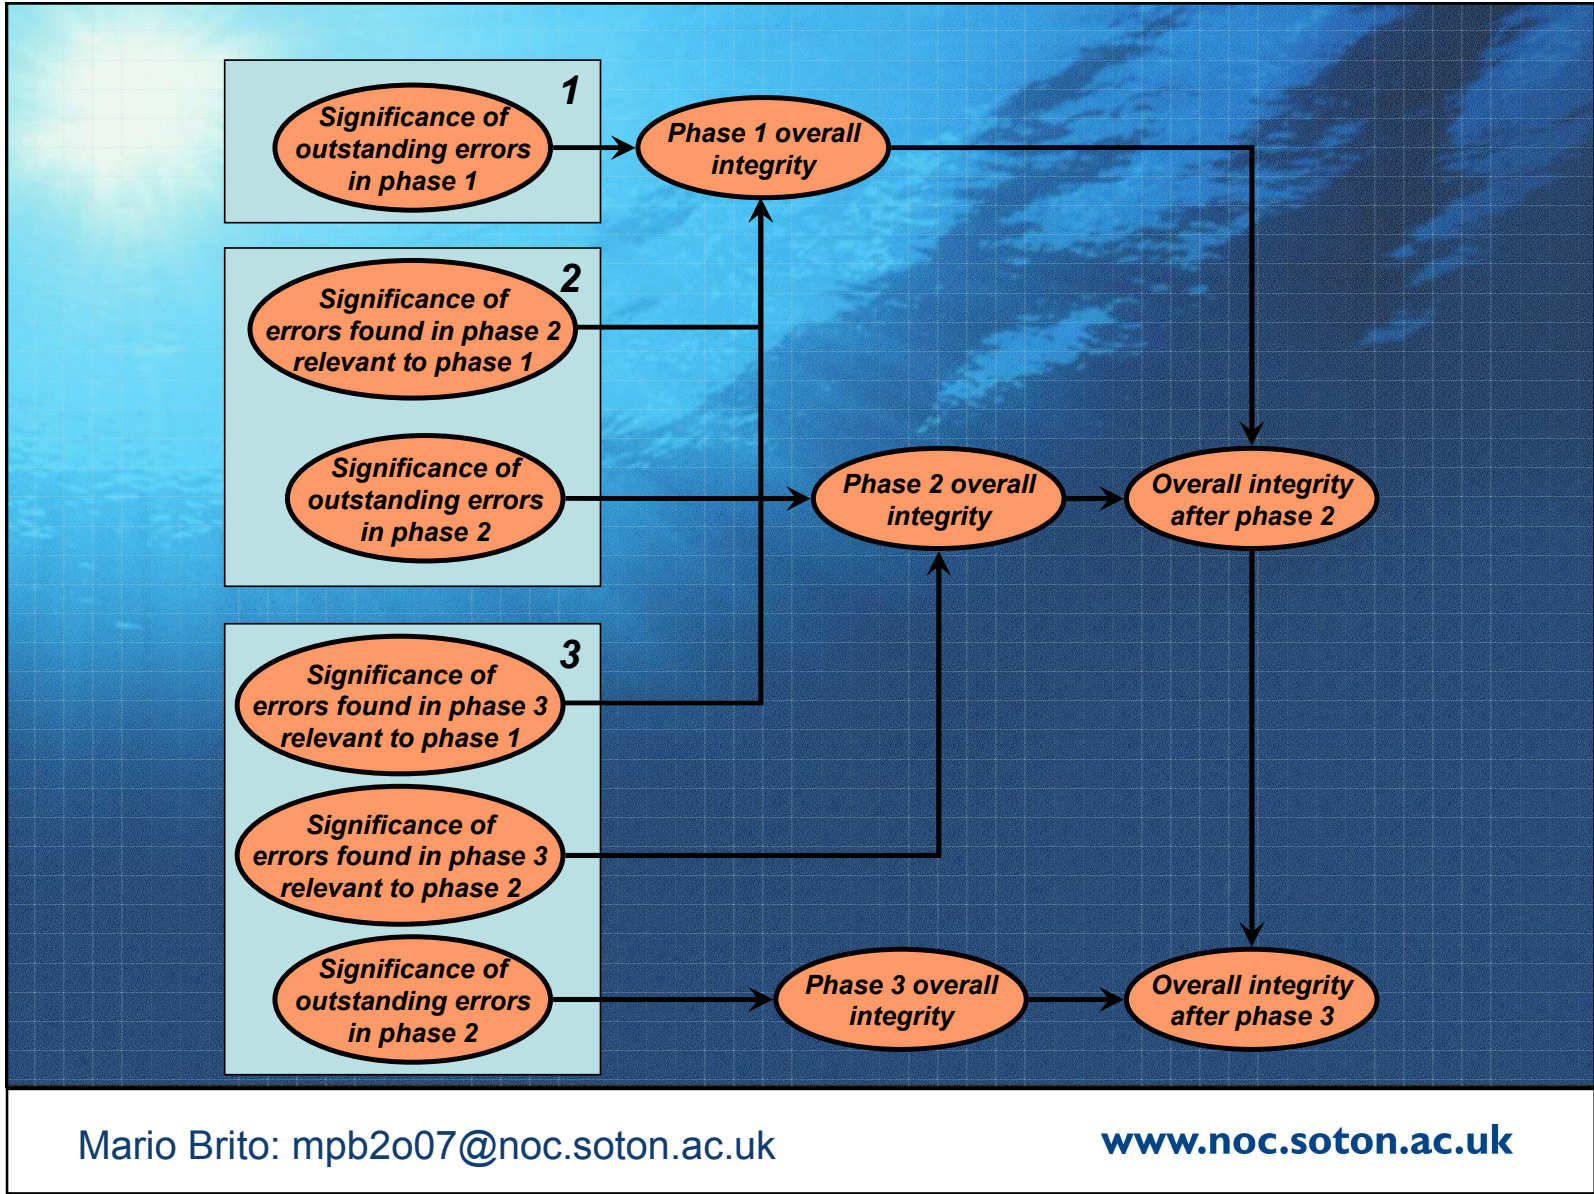 1
Significance of
outstanding errors
in phase 1
Phase 1 overall
integrity
2
Significance of
errors found in phase 2
relevant to phase 1
Significance of
outstanding errors
in phase 2
Phase 2 overall
integrity
Overall integrity
after phase 2
3
Significance of
errors found in phase 3
relevant to phase 1
Significance of
errors found in phase 3
relevant to phase 2
Significance of
outstanding errors
in phase 2
Phase 3 overall
integrity
Overall integrity
after phase 3
Mario Brito: mpb2o07@noc.soton.ac.uk
www.noc.soton.ac.uk